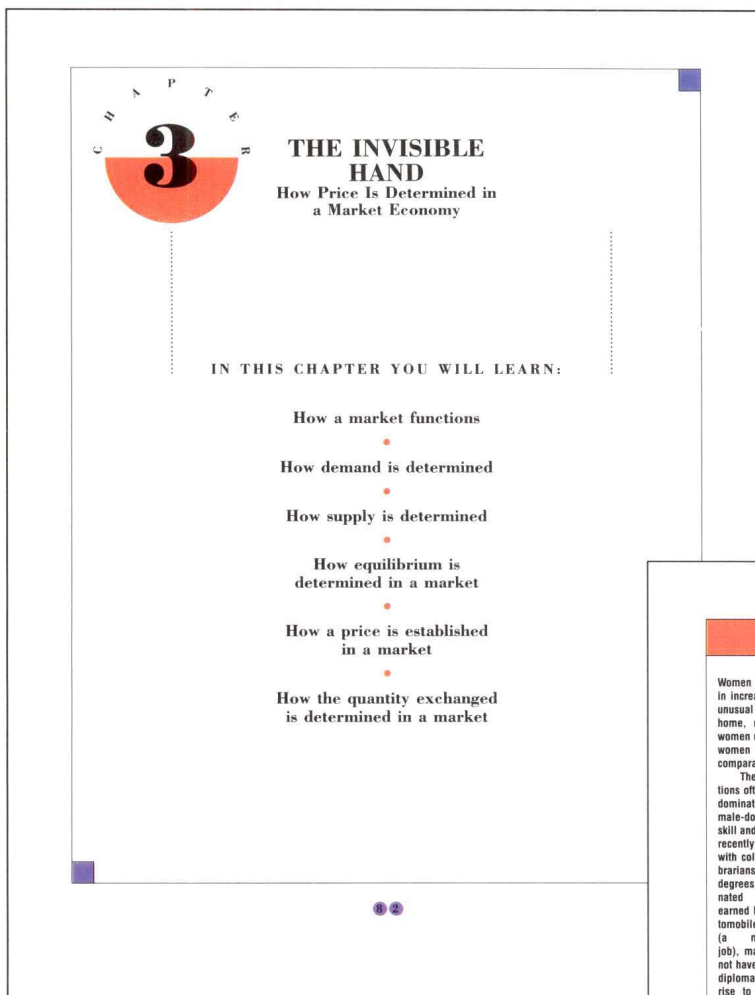 CHAPTER
3
THE INVISIBLE
HAND
How Price Is Determined in
a Market Economy
IN THIS CHAPTER YOU WILL LEARN:
How a market functions
How demand is determined
How supply is determined
How equilibrium is
determined in a market
How a price is established
in a market
How the quantity exchanged
is determined in a market
82
Women
in increa
unusual
home,
women
women
compara
The
tions oft
dominat
male-do
skill and
recently
with col
brarians
degrees
nated
earned
tomobile
(a
job), ma
not have
diploma
rise to